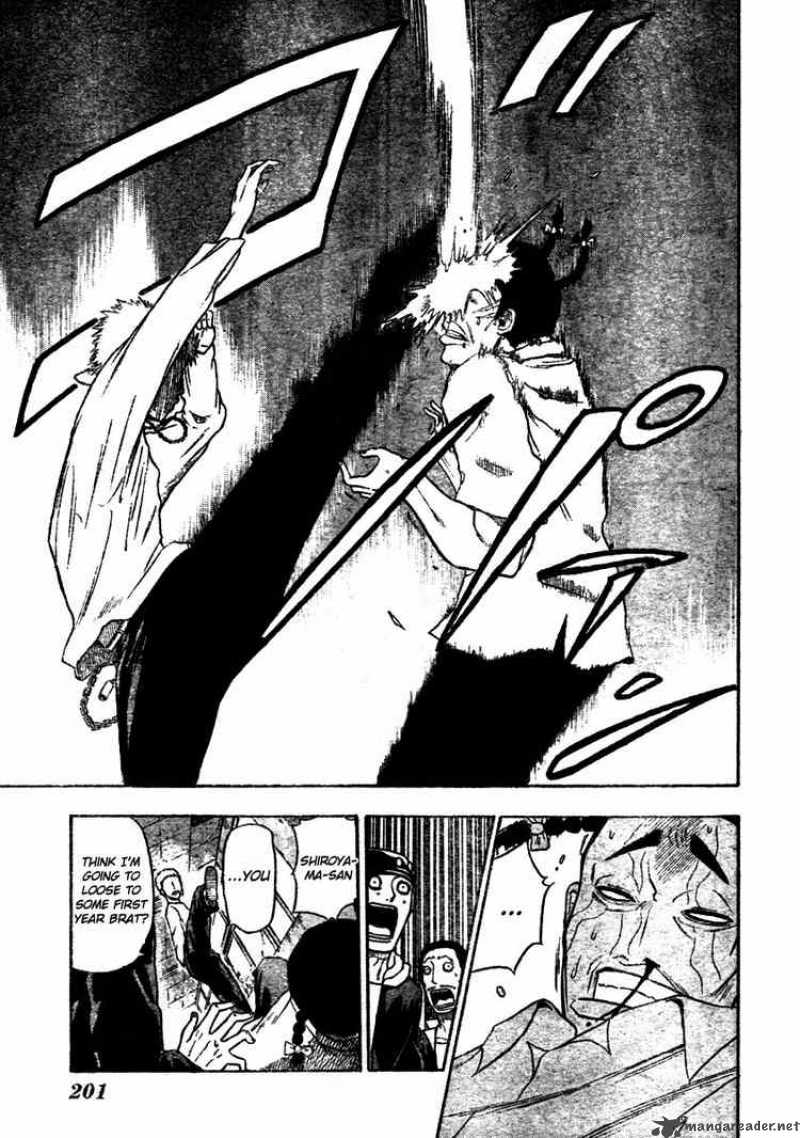 ...
SHIROYA-
MA-SAN
...YOU
THINK I'M
GOING TO
LOOSE TO
SOME FIRST
YEAR BRAT?
201
mangareader.net